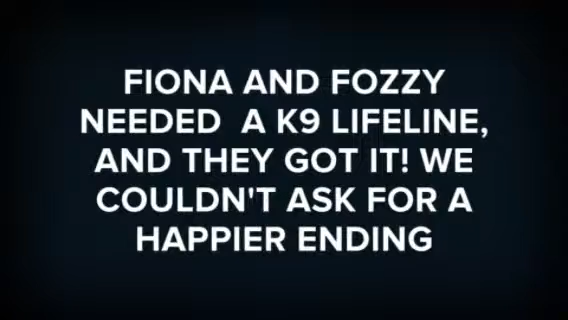 FIONA AND FOZZY
NEEDED  A K9 LIFELINE,
AND THEY GOT IT! WE
COULDN'T ASK FOR A
HAPPIER ENDING